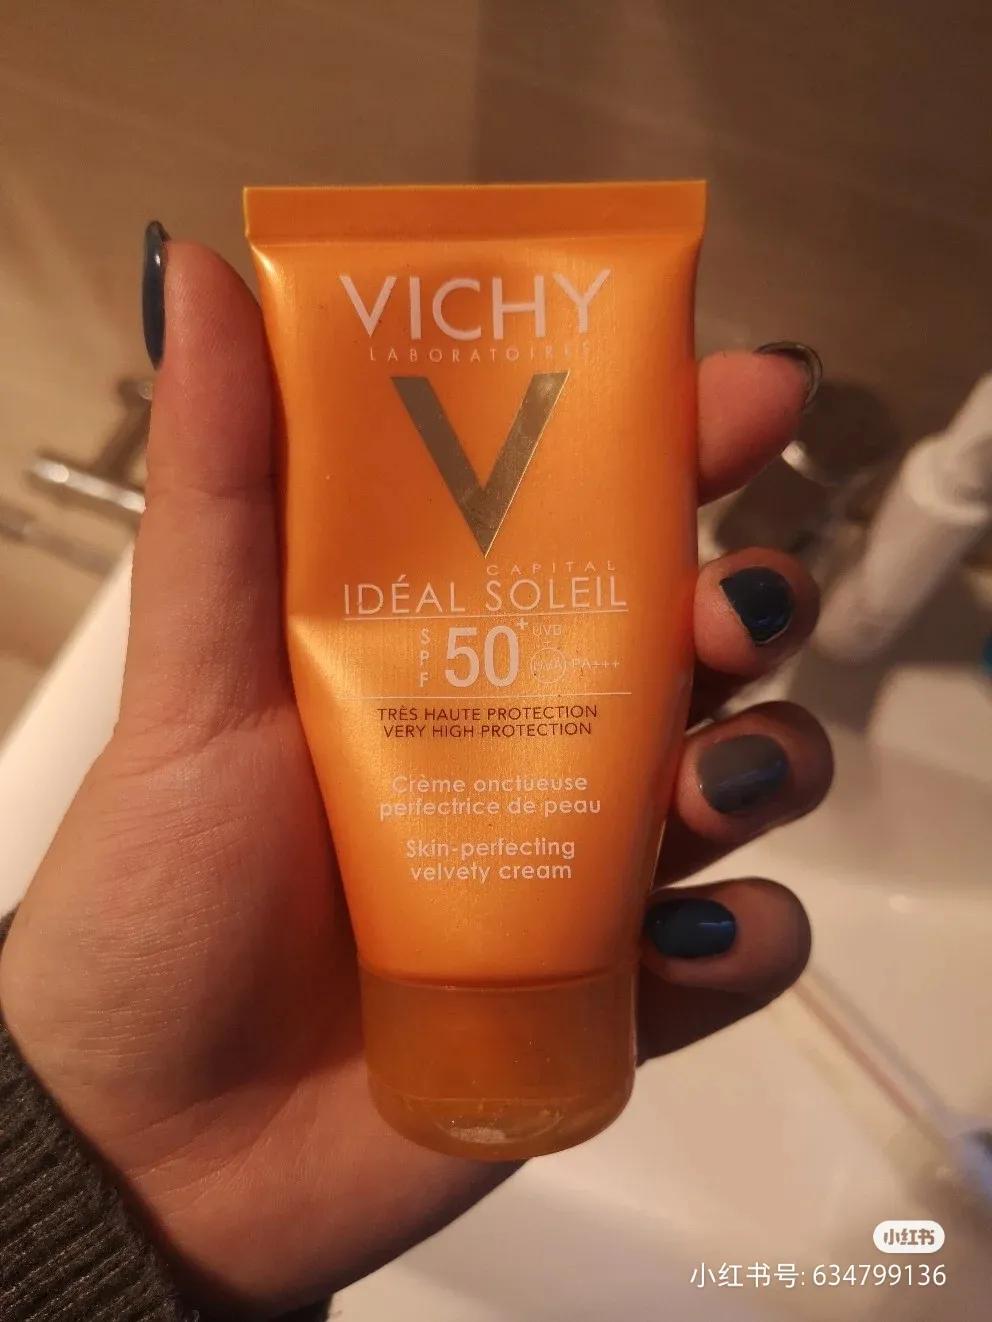 VICHY
LABORATOIRES
CAPITAL
IDÉAL SOLEIL
SPF 50+ UVB
UVA PA+++
TRÈS HAUTE PROTECTION
VERY HIGH PROTECTION
Crème onctueuse
perfectrice de peau
Skin-perfecting
velvety cream
小红书
小红书号: 634799136